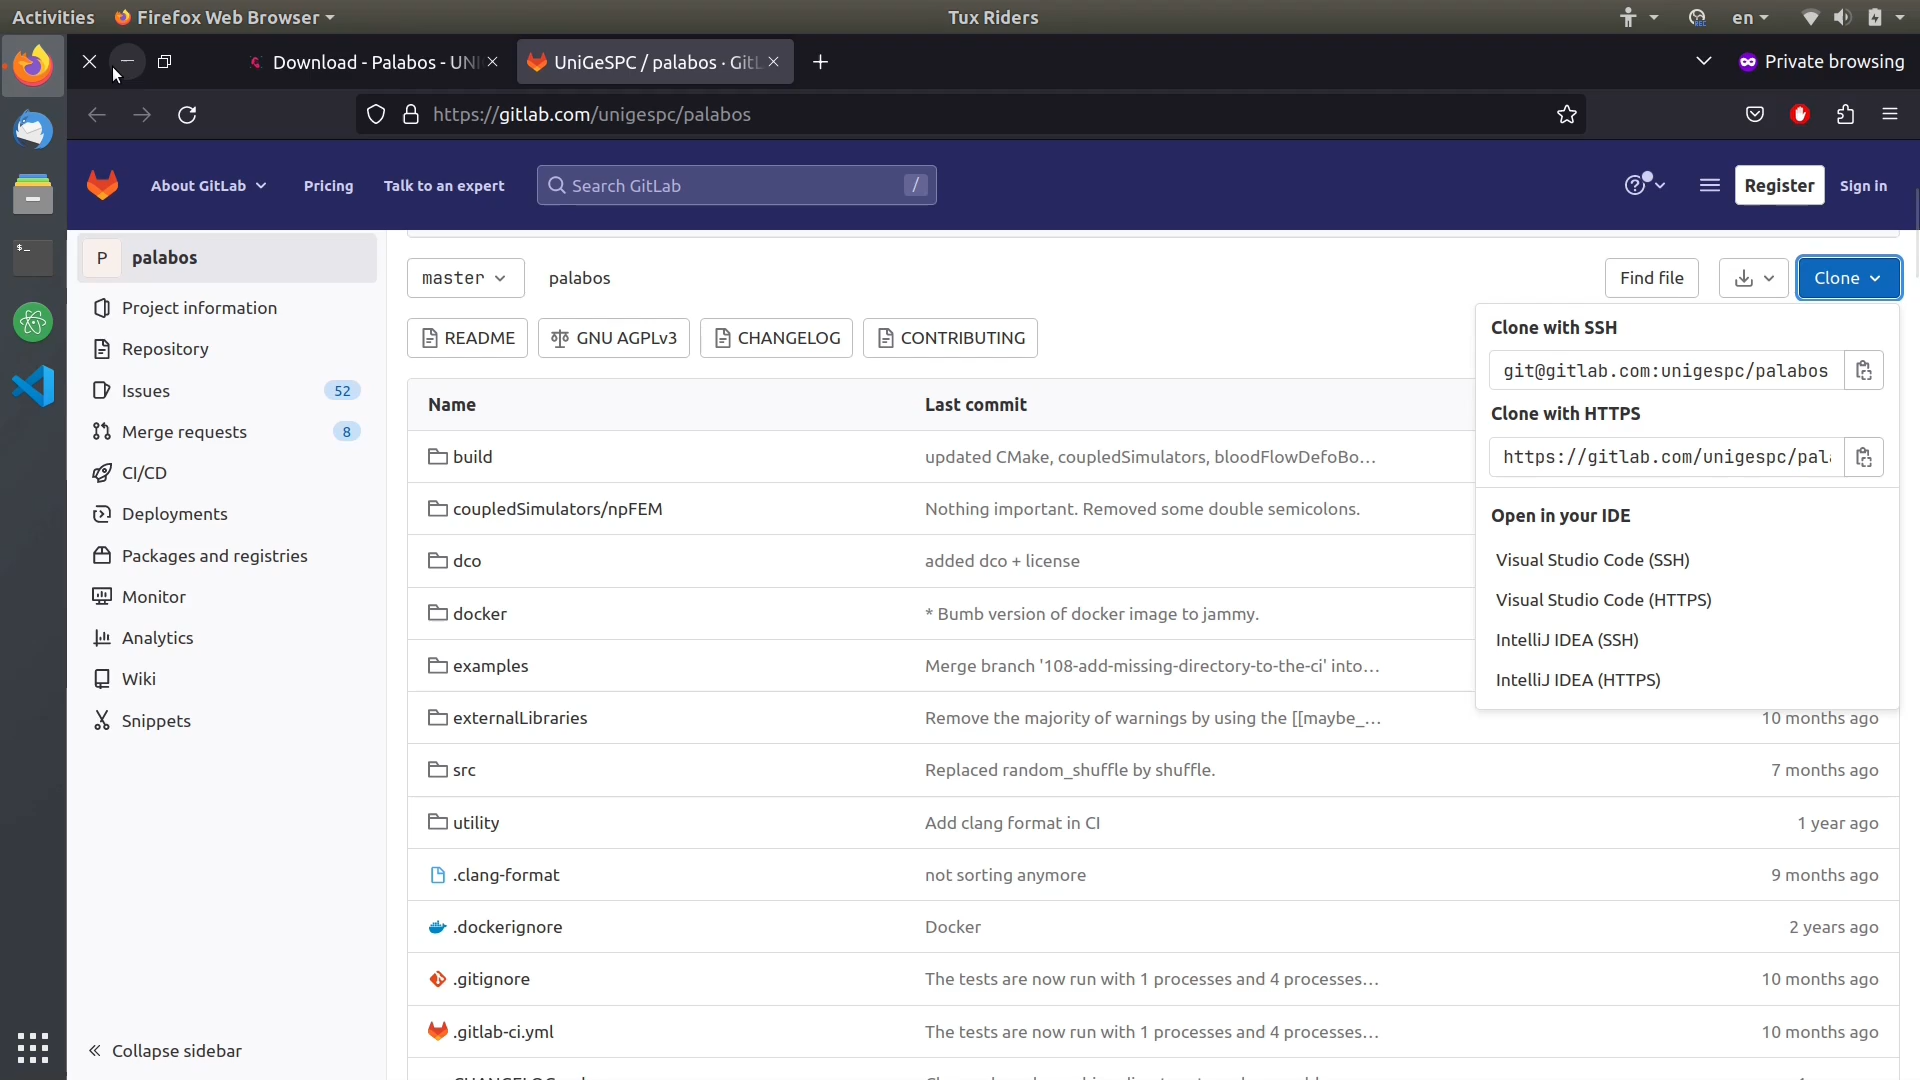 Activities
Firefox Web Browser
Tux Riders
en
Download - Palabos - UNI
UniGeSPC / palabos · GitL
Private browsing
https://gitlab.com/unigespc/palabos
About GitLab
Pricing
Talk to an expert
Search GitLab
/
Register
Sign in
P
palabos
Project information
Repository
Issues
52
Merge requests
8
CI/CD
Deployments
Packages and registries
Monitor
Analytics
Wiki
Snippets
Collapse sidebar
master
palabos
Find file
Clone
README
GNU AGPLv3
CHANGELOG
CONTRIBUTING
Name
Last commit
build
updated CMake, coupledSimulators, bloodFlowDefoBo...
coupledSimulators/npFEM
Nothing important. Removed some double semicolons.
dco
added dco + license
docker
* Bumb version of docker image to jammy.
examples
Merge branch '108-add-missing-directory-to-the-ci' into...
externalLibraries
Remove the majority of warnings by using the [[maybe_...
10 months ago
src
Replaced random_shuffle by shuffle.
7 months ago
utility
Add clang format in CI
1 year ago
.clang-format
not sorting anymore
9 months ago
.dockerignore
Docker
2 years ago
.gitignore
The tests are now run with 1 processes and 4 processes...
10 months ago
.gitlab-ci.yml
The tests are now run with 1 processes and 4 processes...
10 months ago
Clone with SSH
git@gitlab.com:unigespc/palabos
Clone with HTTPS
https://gitlab.com/unigespc/pal
Open in your IDE
Visual Studio Code (SSH)
Visual Studio Code (HTTPS)
IntelliJ IDEA (SSH)
IntelliJ IDEA (HTTPS)